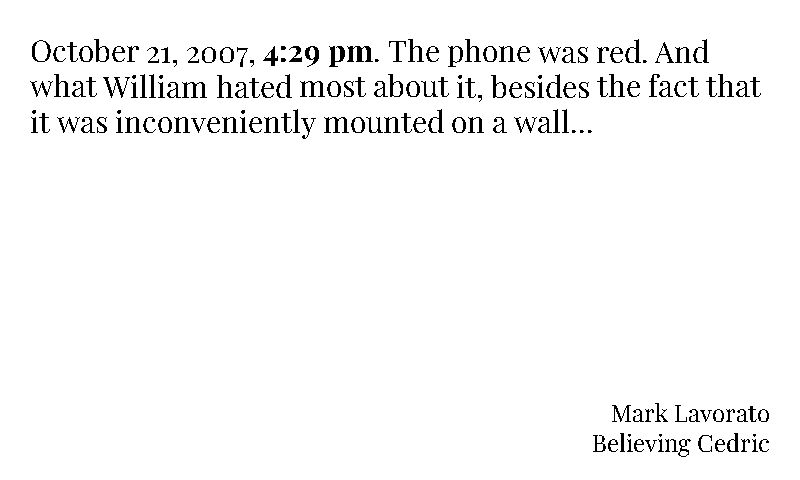 October 21, 2007, 4:29 pm. The phone was red. And
what William hated most about it, besides the fact that
it was inconveniently mounted on a wall...
Mark Lavorato
Believing Cedric